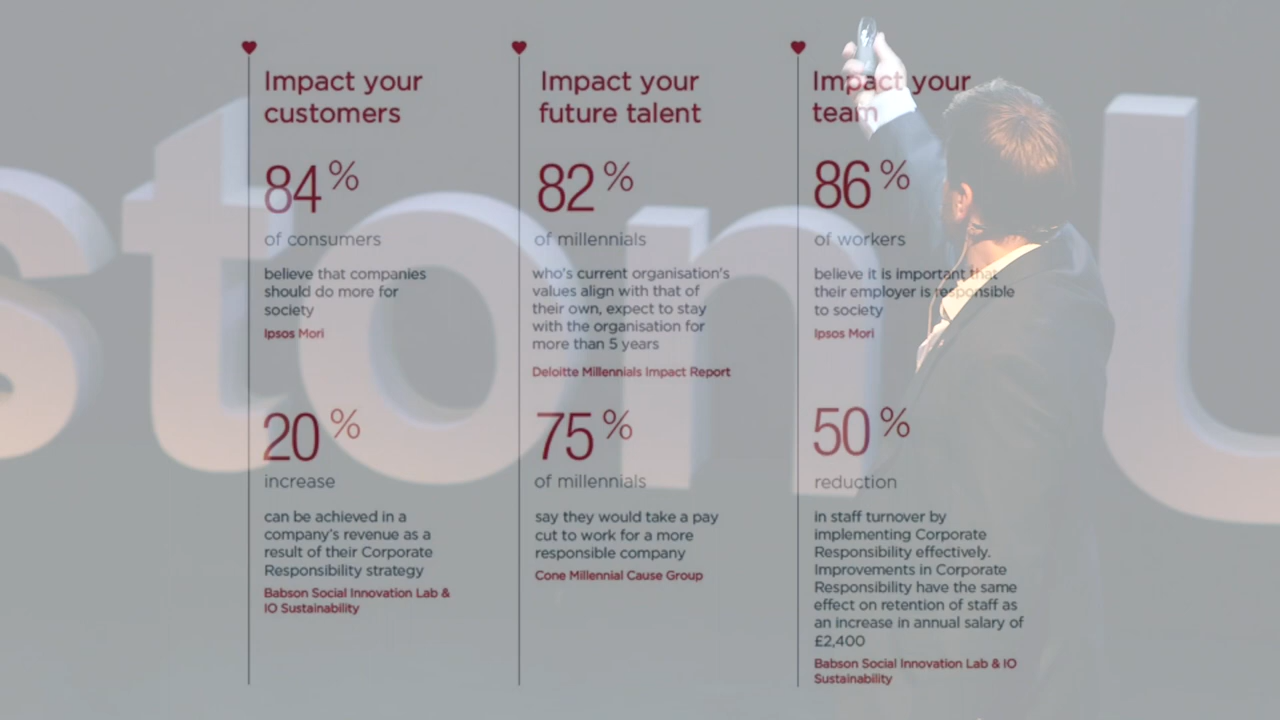 ston U
Impact your
customers
84%
of consumers
believe that companies
should do more for
society
Ipsos Mori
20%
increase
can be achieved in a
company's revenue as a
result of their Corporate
Responsibility strategy
Babson Social Innovation Lab &
IO Sustainability
Impact your
future talent
82%
of millennials
who's current organisation's
values align with that of
their own, expect to stay
with the organisation for
more than 5 years
Deloitte Millennials Impact Report
75%
of millennials
say they would take a pay
cut to work for a more
responsible company
Cone Millennial Cause Group
Impact your
team
86%
of workers
believe it is important that
their employer is responsible
to society
Ipsos Mori
50%
reduction
in staff turnover by
implementing Corporate
Responsibility effectively.
Improvements in Corporate
Responsibility have the same
effect on retention of staff as
an increase in annual salary of
£2,400
Babson Social Innovation Lab & IO
Sustainability